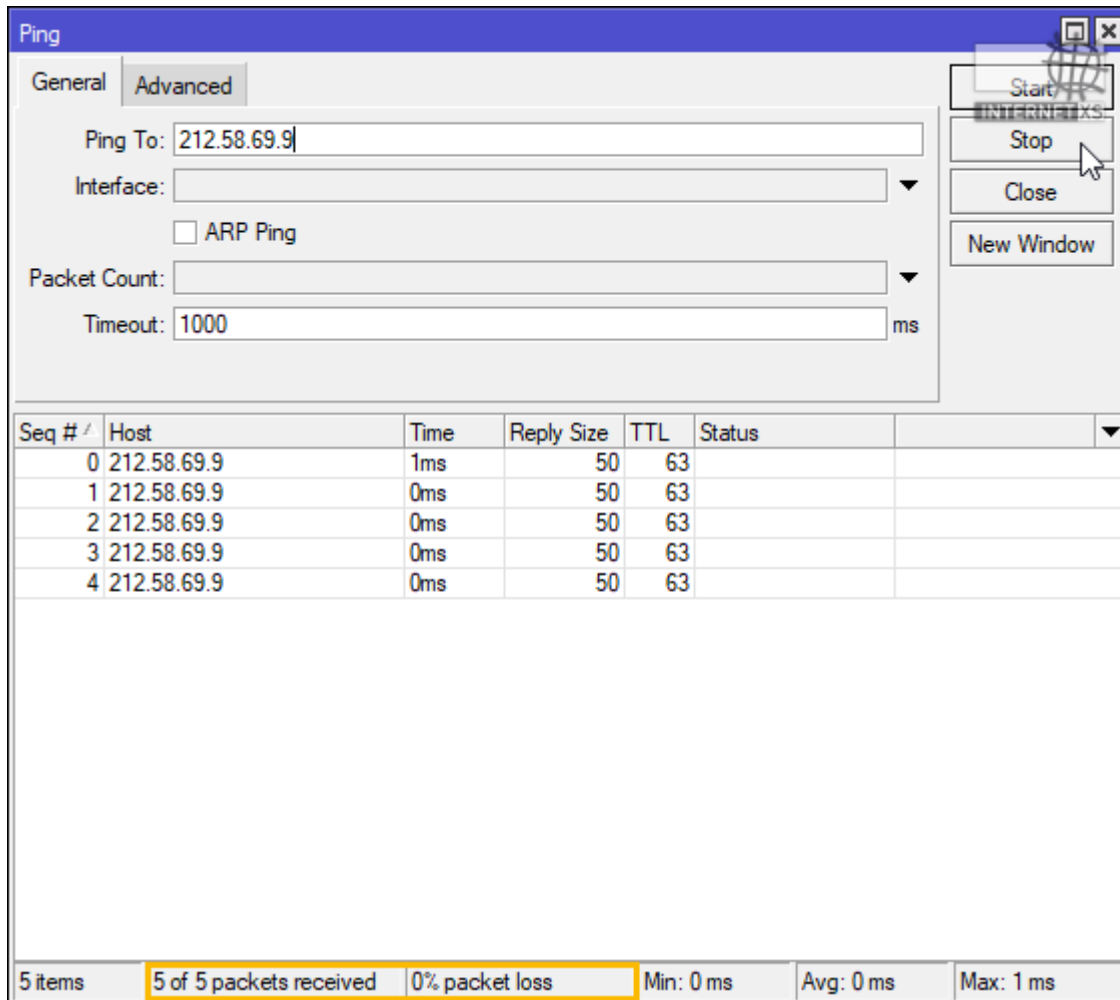 Ping
General Advanced
Start
INTERNET XS
Ping To: 212.58.69.9
Stop
Interface:
Close
ARP Ping
New Window
Packet Count:
Timeout: 1000 ms
Seq # Host Time Reply Size TTL Status
0 212.58.69.9 1ms 50 63
1 212.58.69.9 0ms 50 63
2 212.58.69.9 0ms 50 63
3 212.58.69.9 0ms 50 63
4 212.58.69.9 0ms 50 63
5 items 5 of 5 packets received 0% packet loss Min: 0 ms Avg: 0 ms Max: 1 ms